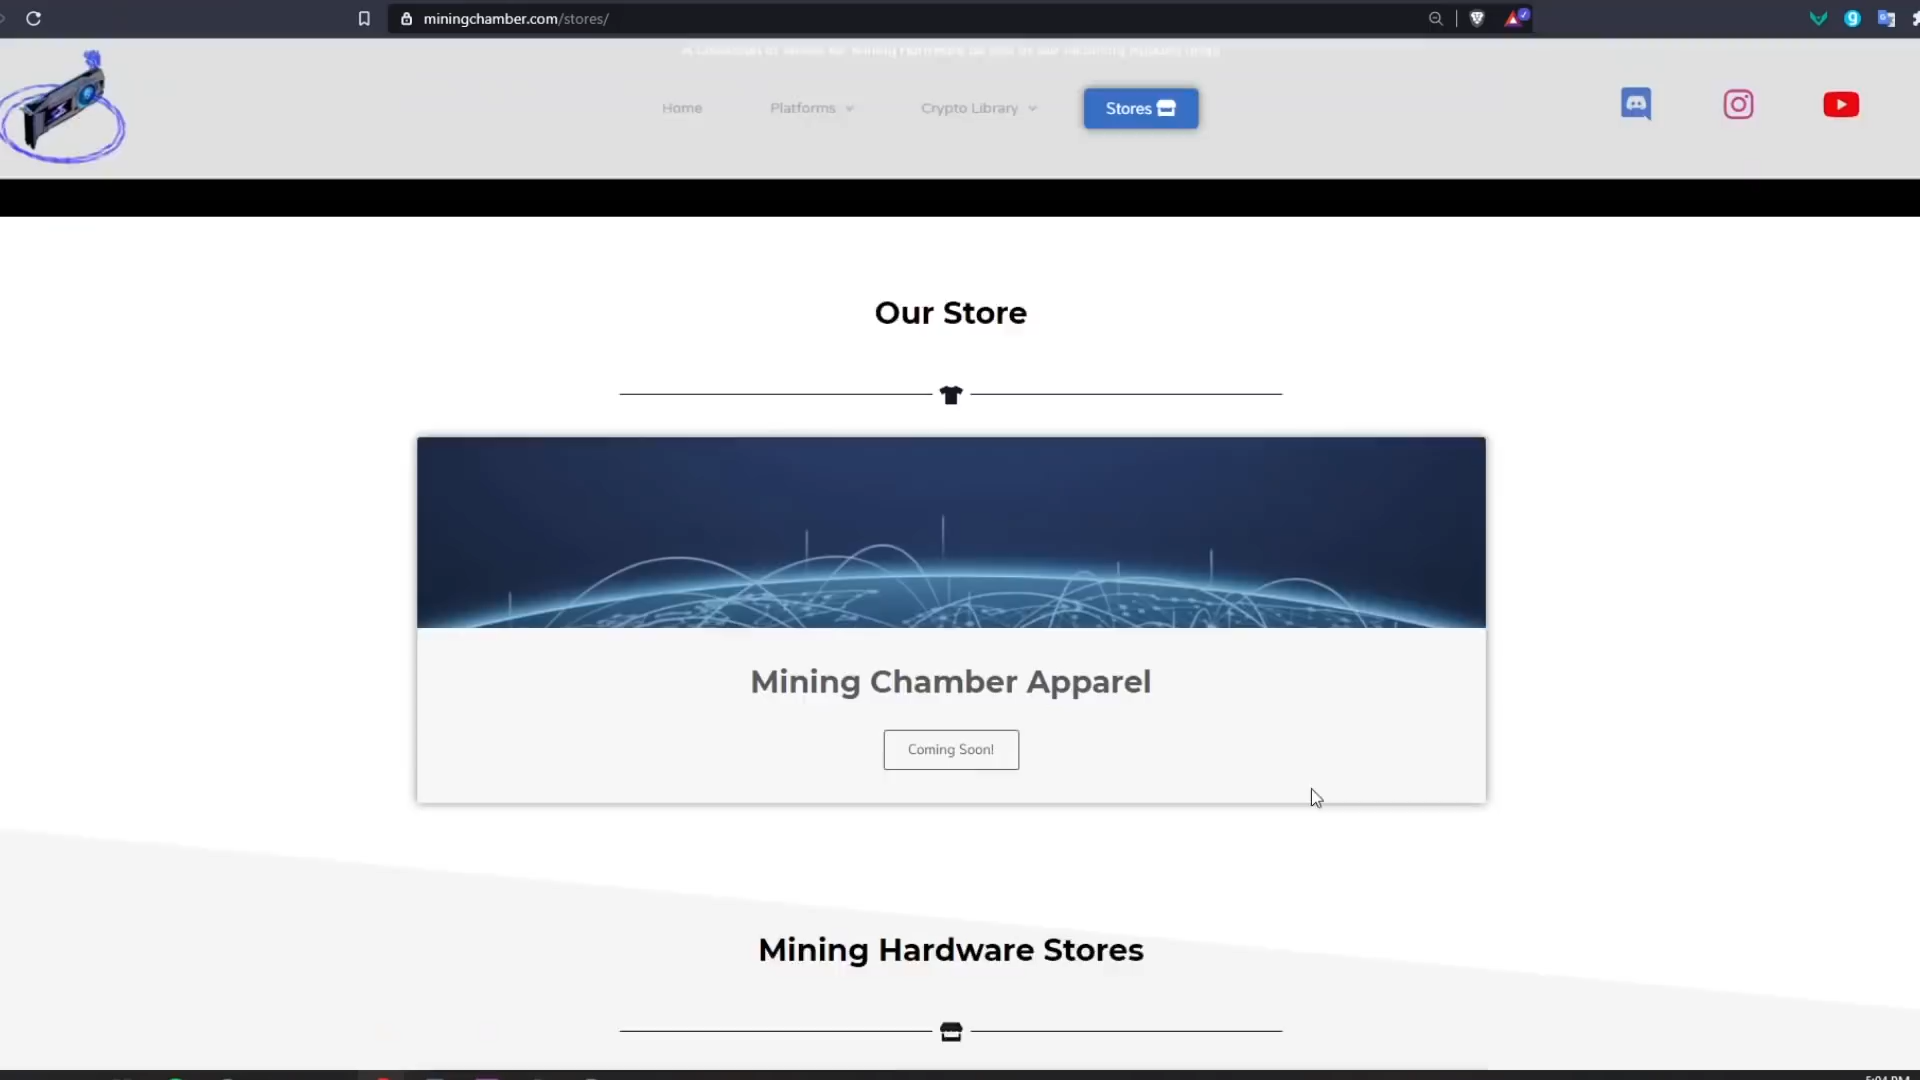 miningchamber.com/stores/
Home
Platforms
Crypto Library
Stores
Our Store
Mining Chamber Apparel
Coming Soon!
Mining Hardware Stores